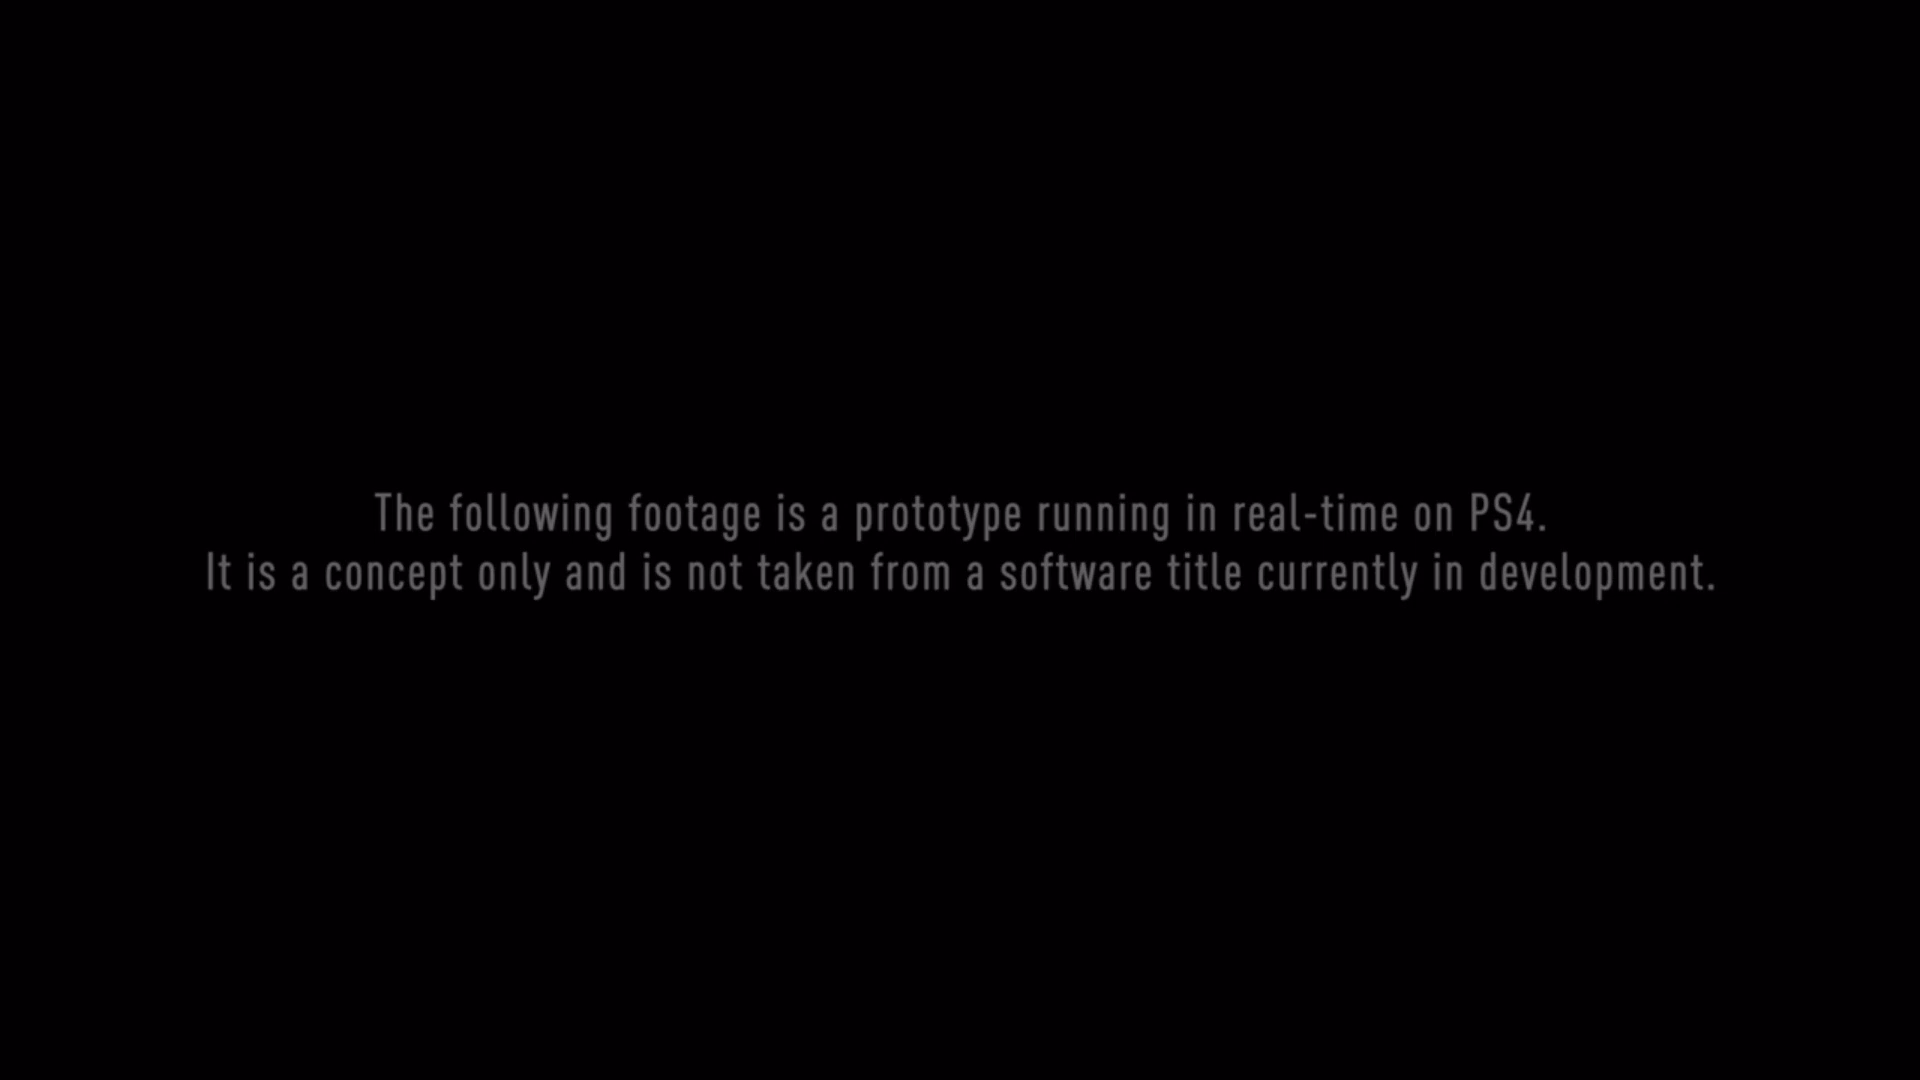 The following footage is a prototype running in real-time on PS4.
It is a concept only and is not taken from a software title currently in development.